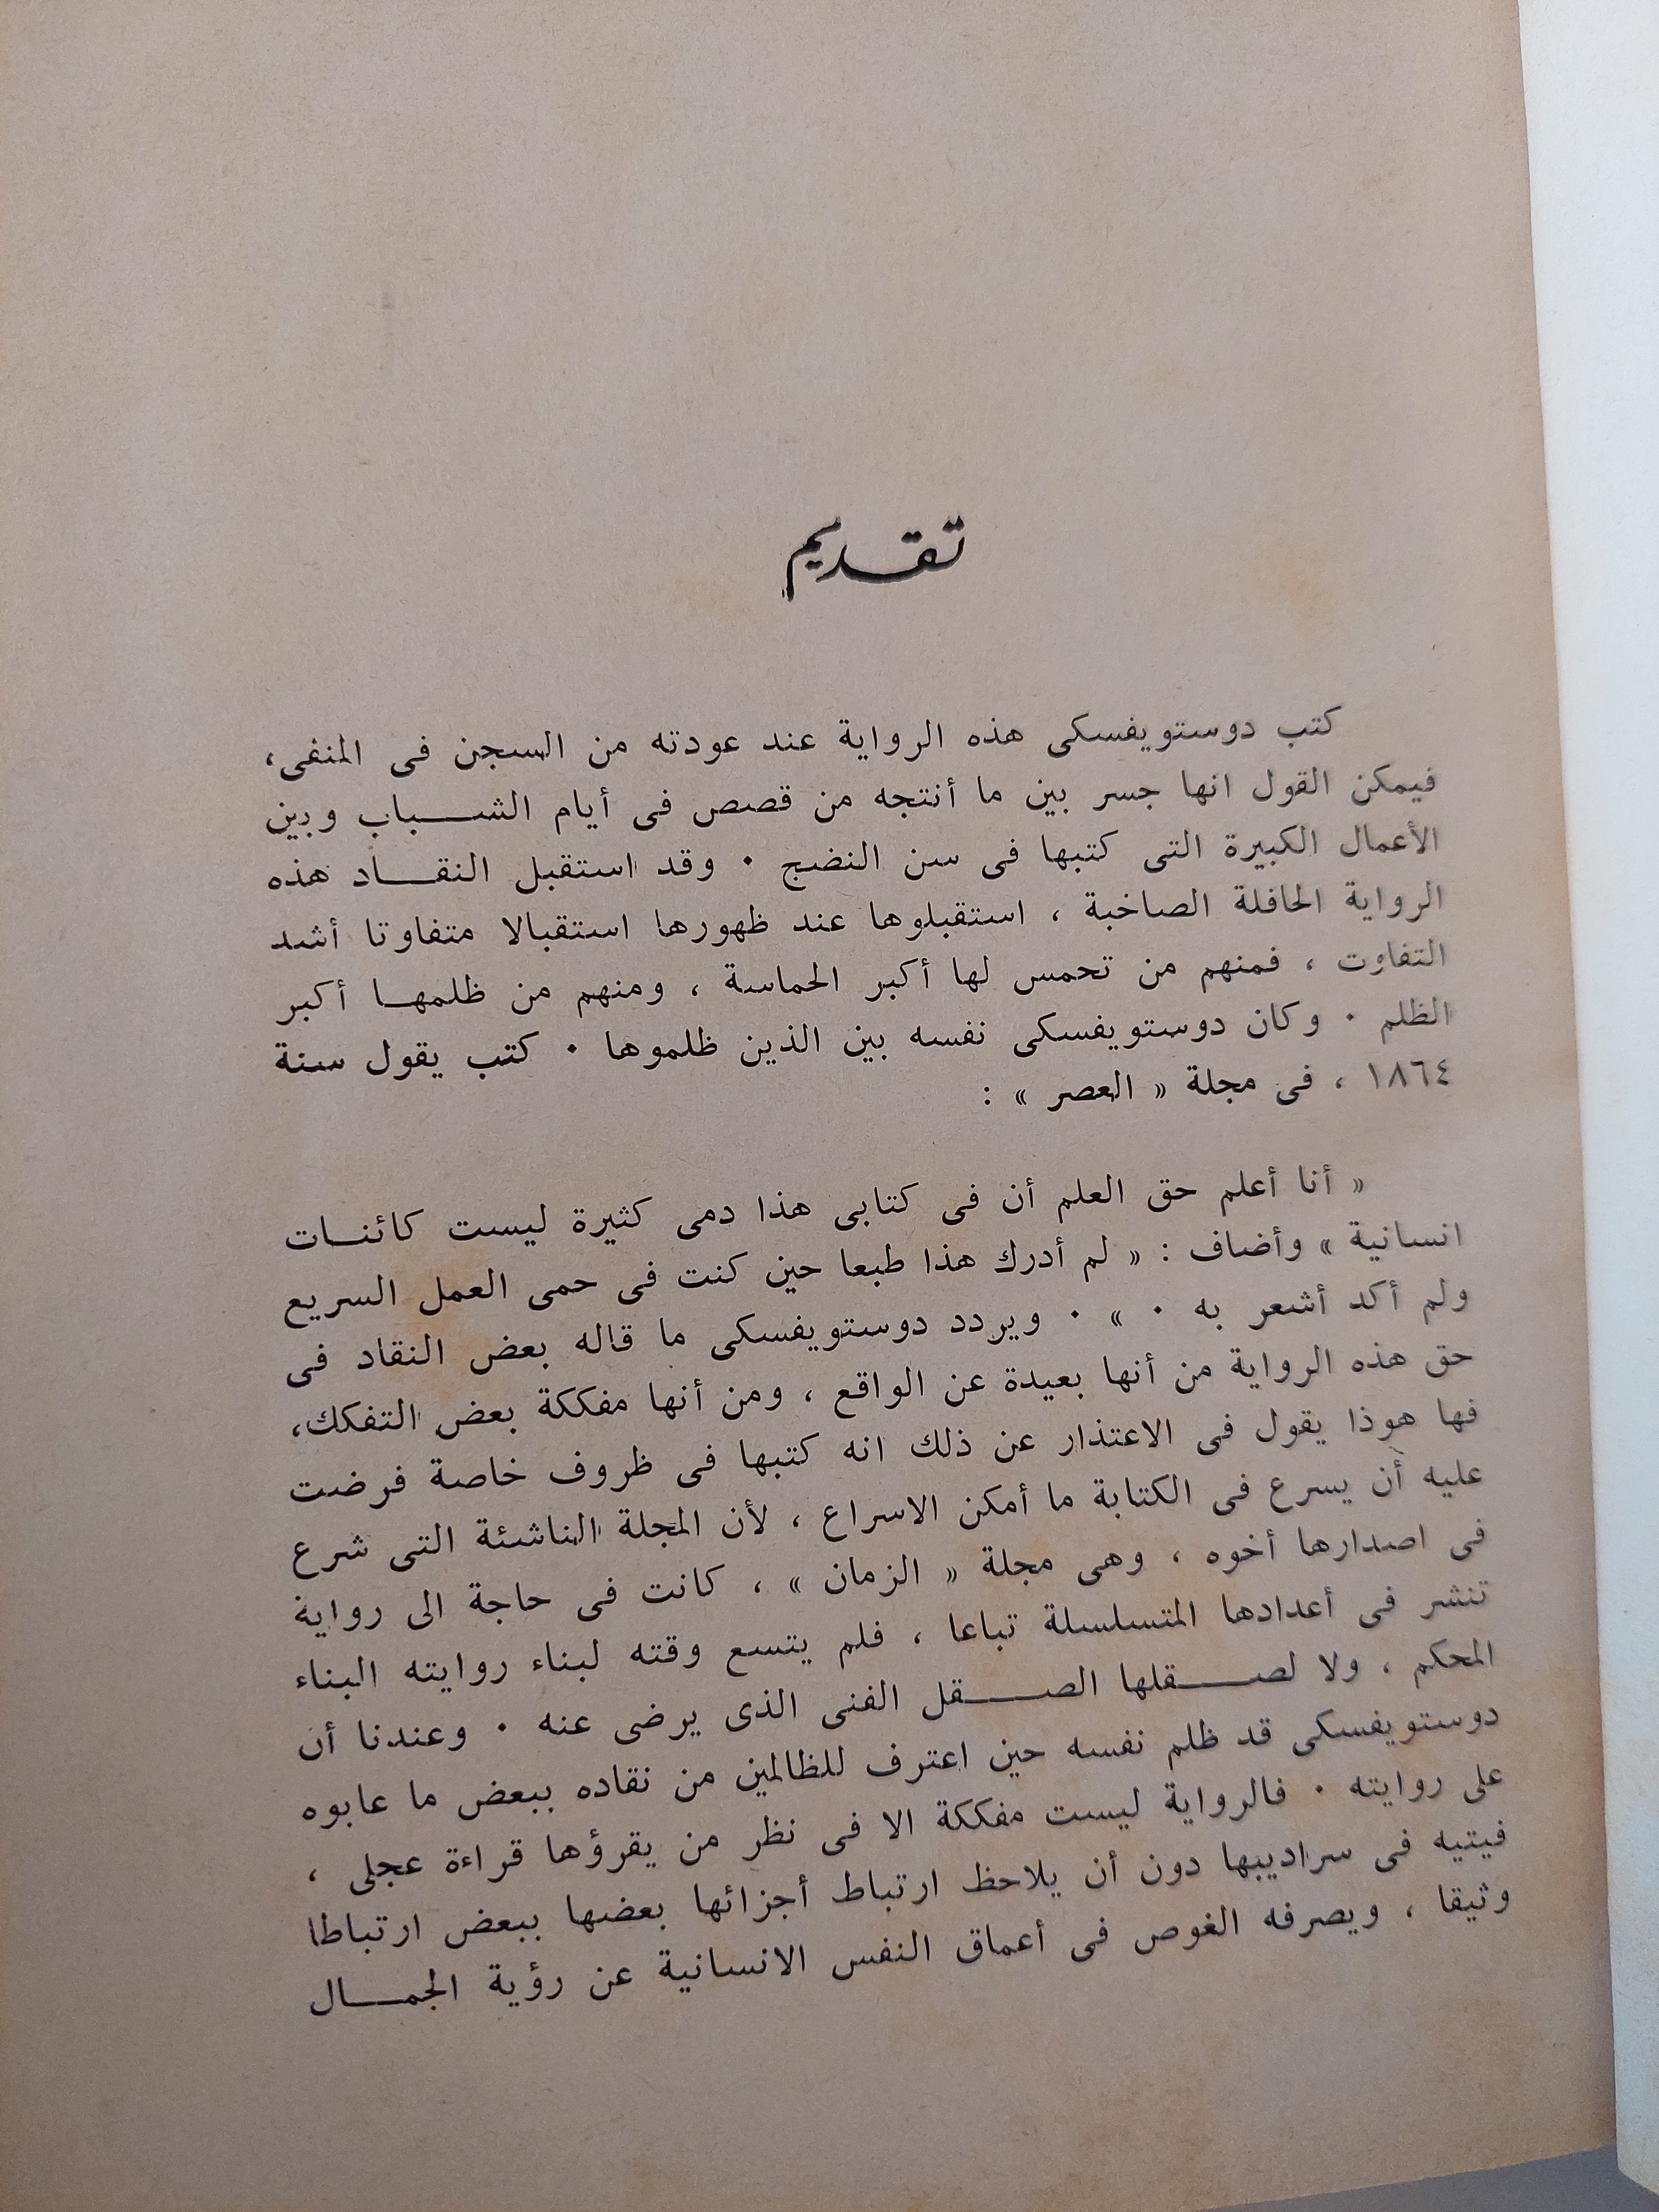 تقديم
كتب دوستويفسكى هذه الرواية عند عودته من السجن فى المنفى،
فيمكن القول انها جسر بين ما أنتجه من قصص فى أيام الشباب وبين
الأعمال الكبيرة التى كتبها فى سن النضج ٠ وقد استقبل النقاد هذه
الرواية الحافلة الصاخبة ، استقبلوها عند ظهورها استقبالا متفاوتا أشد
التفاوت ، فمنهم من تحمس لها أكبر الحماسة ، ومنهم من ظلمها أكبر
الظلم ٠ وكان دوستويفسكى نفسه بين الذين ظلموها ٠ كتب يقول سنة
١٨٦٤ ، فى مجلة « العصر » :
« أنا أعلم حق العلم أن فى كتابى هذا دمى كثيرة ليست كائنات
انسانية » وأضاف : « لم أدرك هذا طبعا حين كنت فى حمى العمل السريع
ولم أكد أشعر به ٠ » ٠ ويردد دوستويفسكى ما قاله بعض النقاد فى
حق هذه الرواية من أنها بعيدة عن الواقع ، ومن أنها مفككة بعض التفكك،
فها هوذا يقول فى الاعتذار عن ذلك انه كتبها فى ظروف خاصة فرضت
عليه أن يسرع فى الكتابة ما أمكن الاسراع ، لأن المجلة الناشئة التى شرع
فى اصدارها أخوه ، وهى مجلة « الزمان » ، كانت فى حاجة الى رواية
تنشر فى أعدادها المتسلسلة تباعا ، فلم يتسع وقته لبناء روايته البناء
المحكم ، ولا لصقلها الصقل الفنى الذى يرضى عنه ٠ وعندنا أن
دوستويفسكى قد ظلم نفسه حين اعترف للظالمين من نقاده ببعض ما عابوه
على روايته ٠ فالرواية ليست مفككة الا فى نظر من يقرؤها قراءة عجلى ،
فيتيه فى سراديبها دون أن يلاحظ ارتباط أجزائها بعضها ببعض ارتباطا
وثيقا ، ويصرفه الغوص فى أعماق النفس الانسانية عن رؤية الجمال